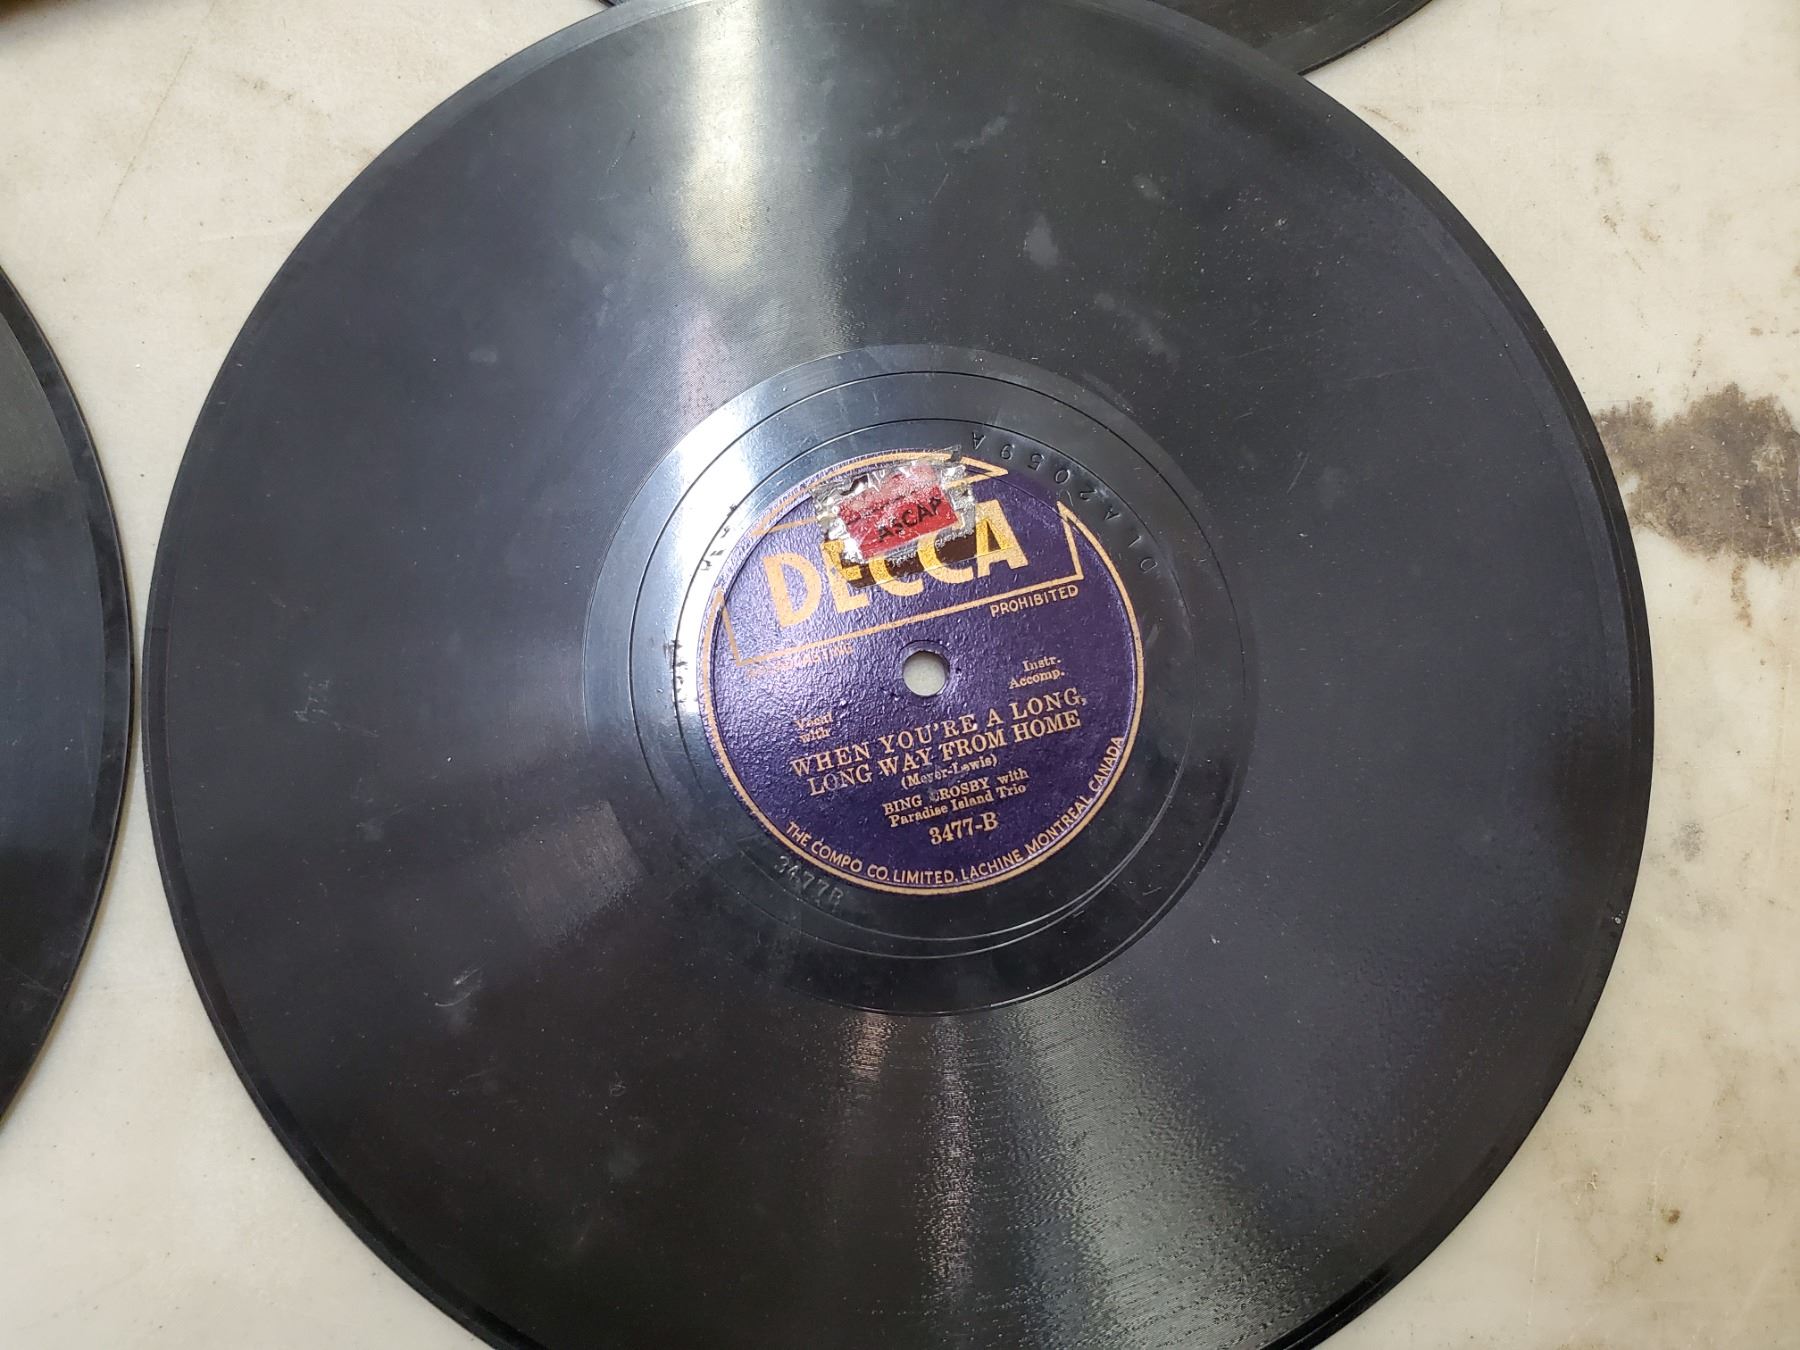 DLA2059A
ASCAP
DECCA
PROHIBITED
Vocal
with
Instr.
Accomp.
WHEN YOU'RE A LONG,
LONG WAY FROM HOME
(Meyer-Lewis)
BING CROSBY with
Paradise Island Trio
3477-B
THE COMPO CO. LIMITED, LACHINE MONTREAL CANADA
3477B